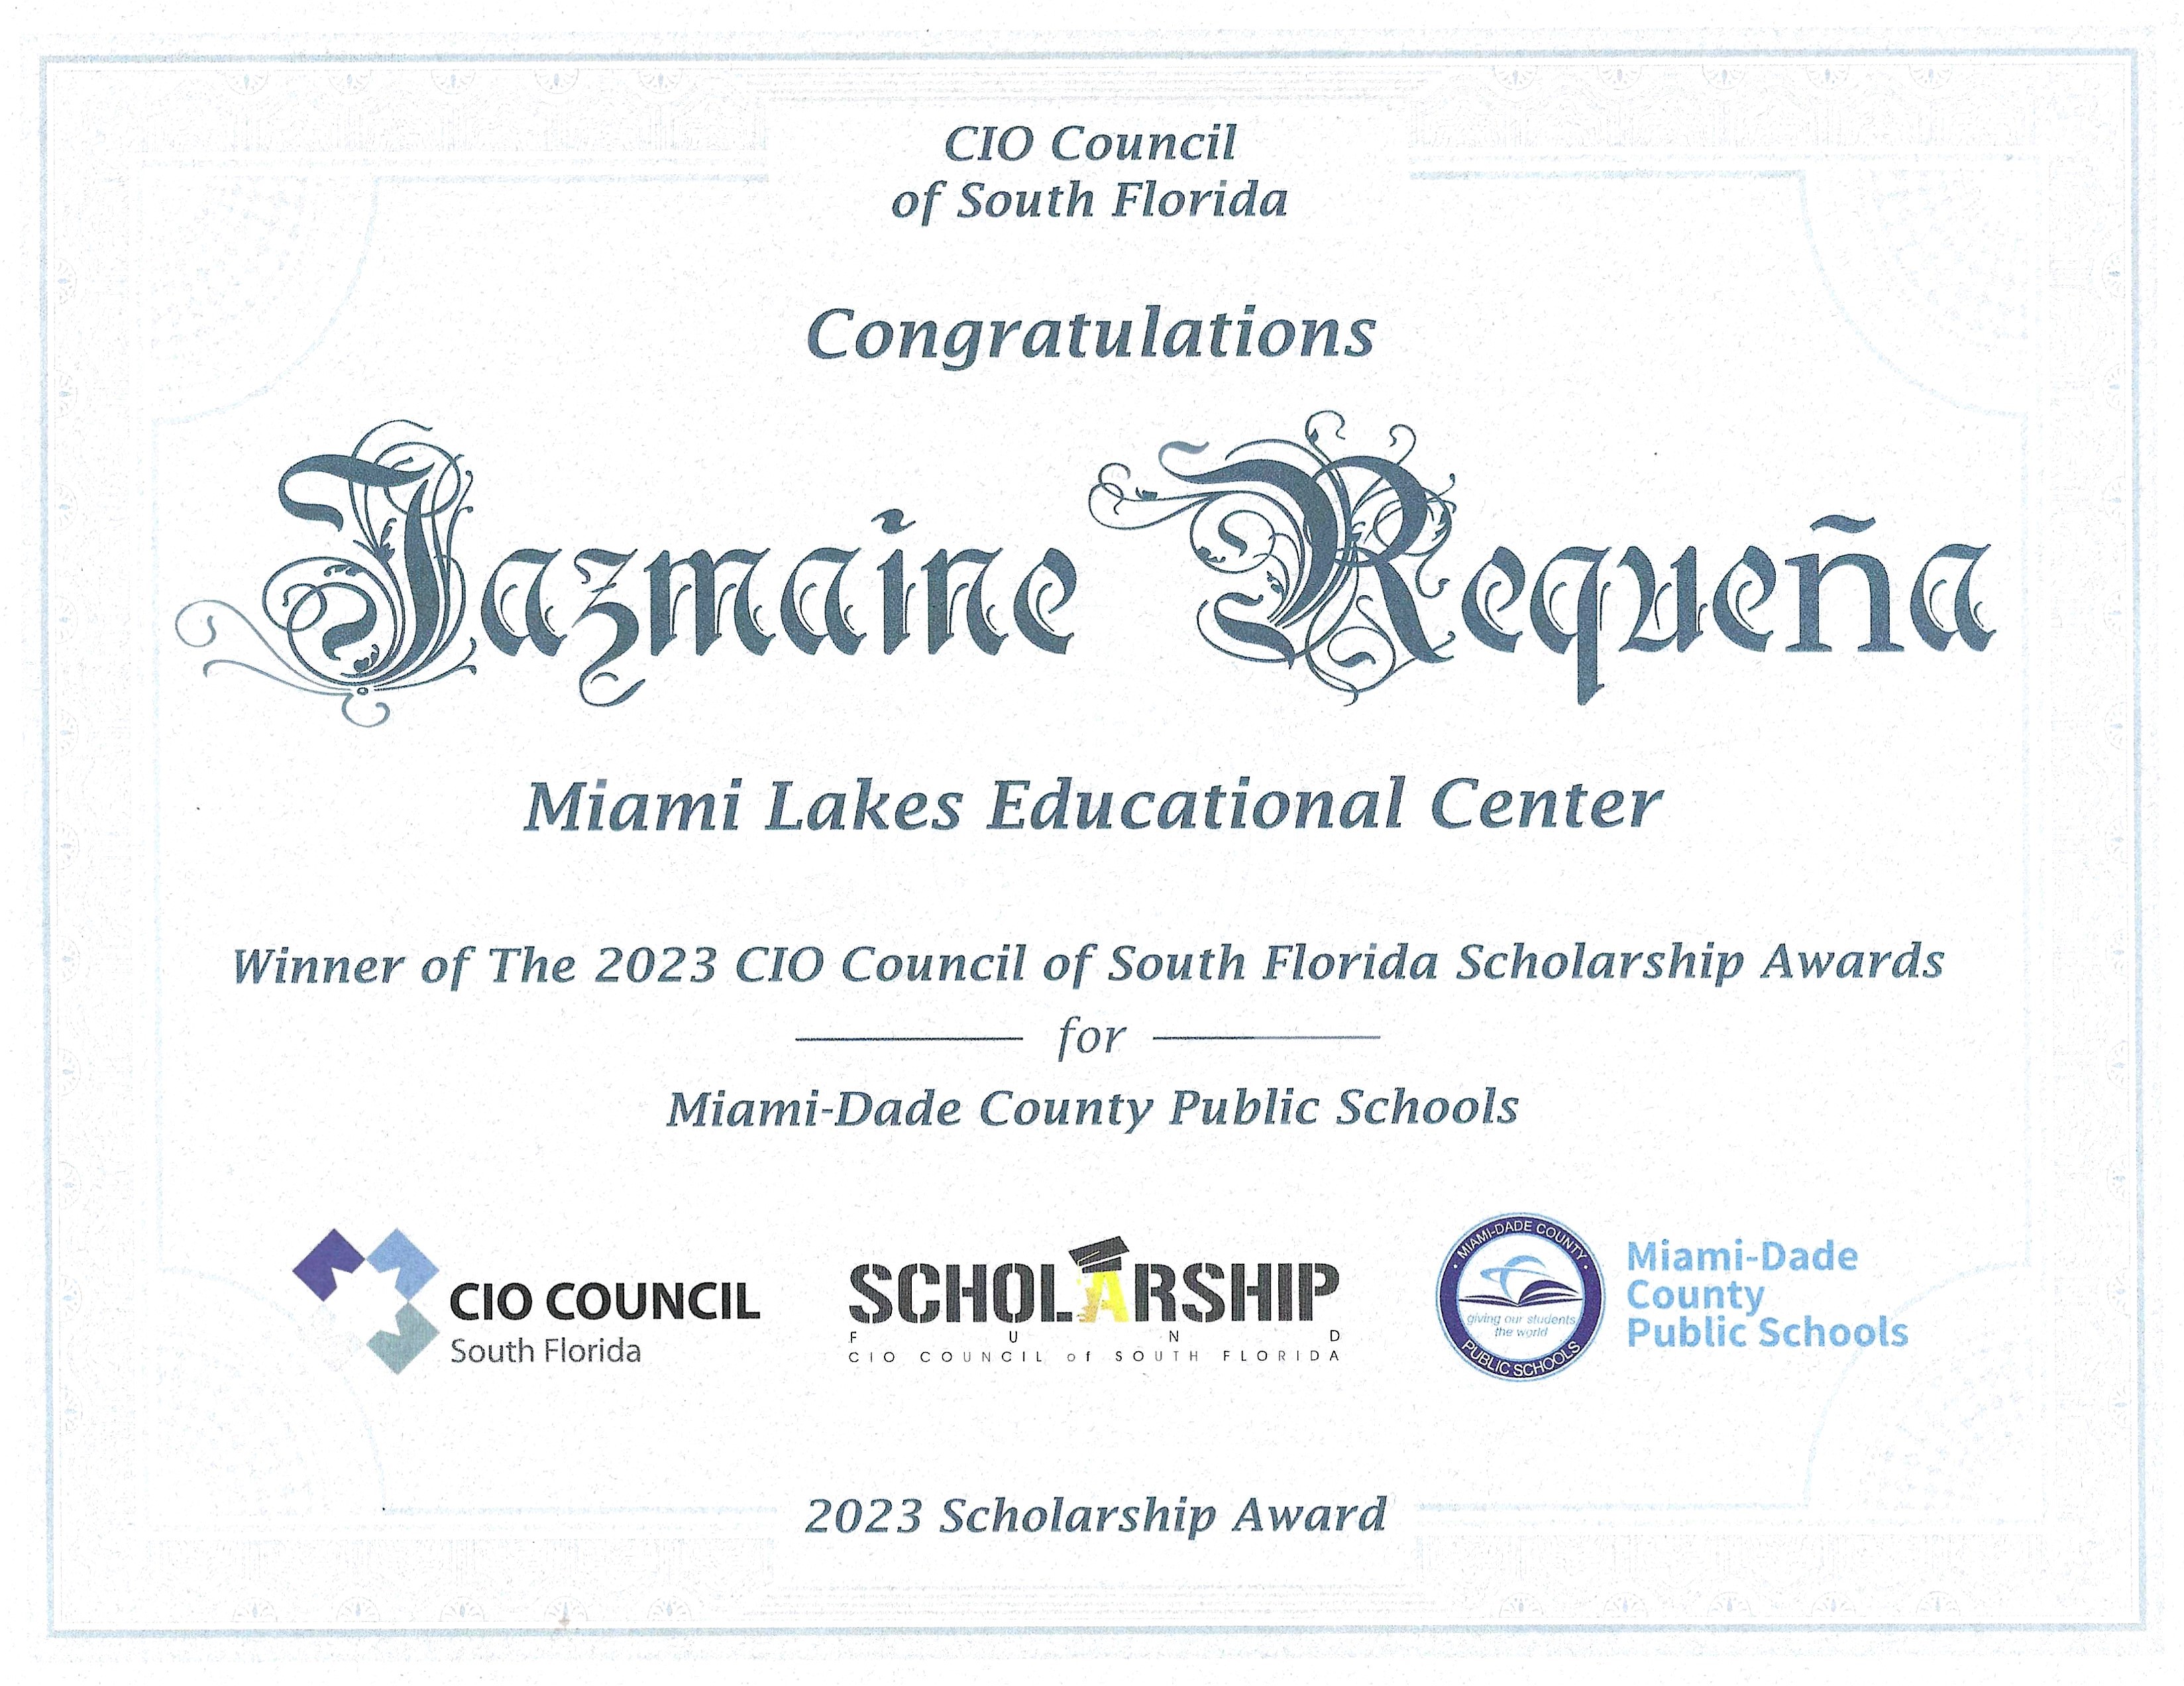 CIO Council
of South Florida
Congratulations
Jazmaine Requeña
Miami Lakes Educational Center
Winner of The 2023 CIO Council of South Florida Scholarship Awards
for
Miami-Dade County Public Schools
CIO COUNCIL
South Florida
SCHOLARSHIP
FUND
CIO COUNCIL of SOUTH FLORIDA
MIAMI-DADE COUNTY
giving our students
the world
PUBLIC SCHOOLS
Miami-Dade
County
Public Schools
2023 Scholarship Award